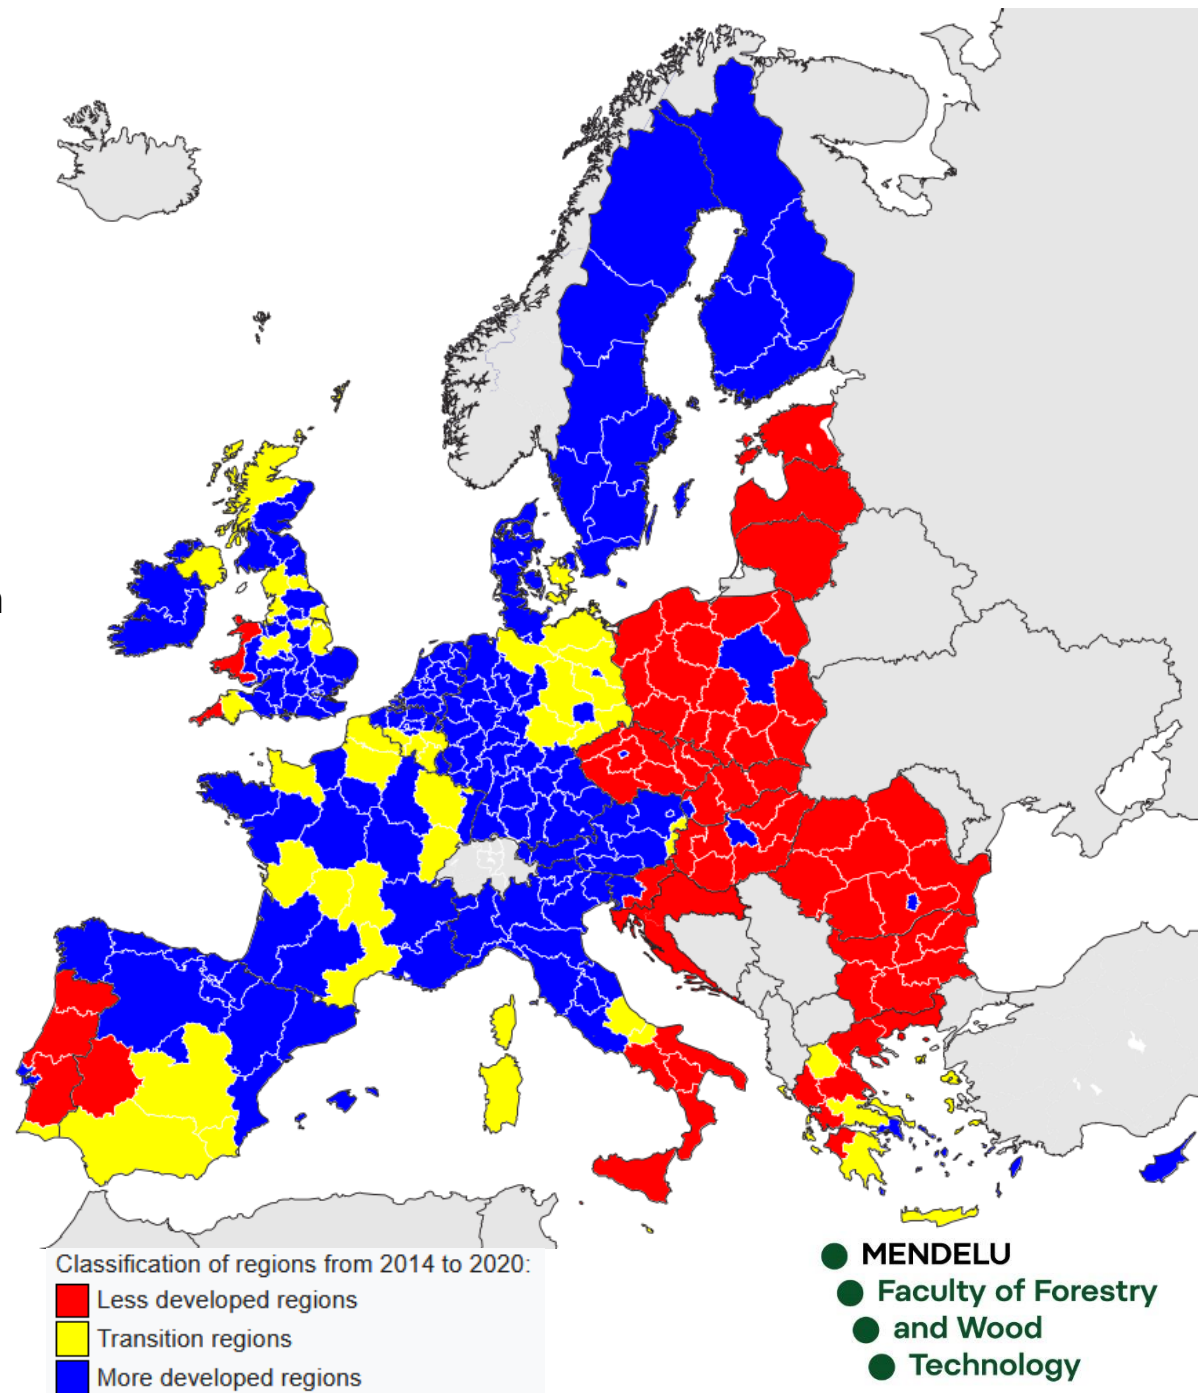 Classification of regions from 2014 to 2020:
Less developed regions
Transition regions
More developed regions
MENDELU
Faculty of Forestry
and Wood
Technology